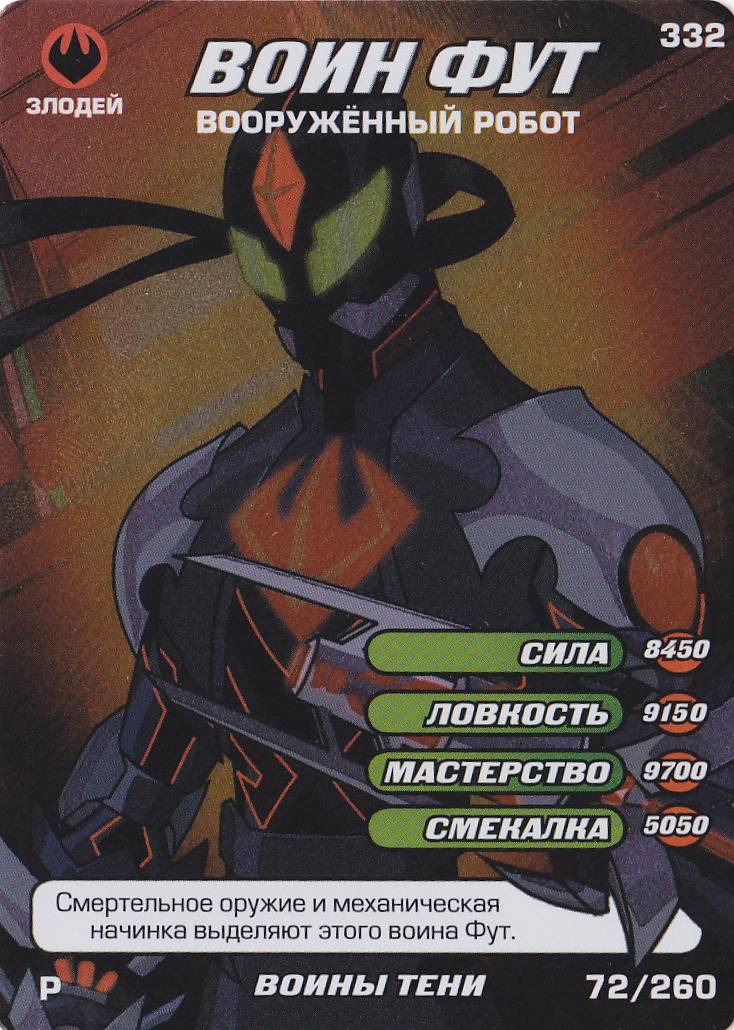 332
ЗЛОДЕЙ
ВОИН ФУТ
ВООРУЖЁННЫЙ РОБОТ
СИЛА 8450
ЛОВКОСТЬ 9150
МАСТЕРСТВО 9700
СМЕКАЛКА 5050
Смертельное оружие и механическая
начинка выделяют этого воина Фут.
Р ВОИНЫ ТЕНИ 72/260